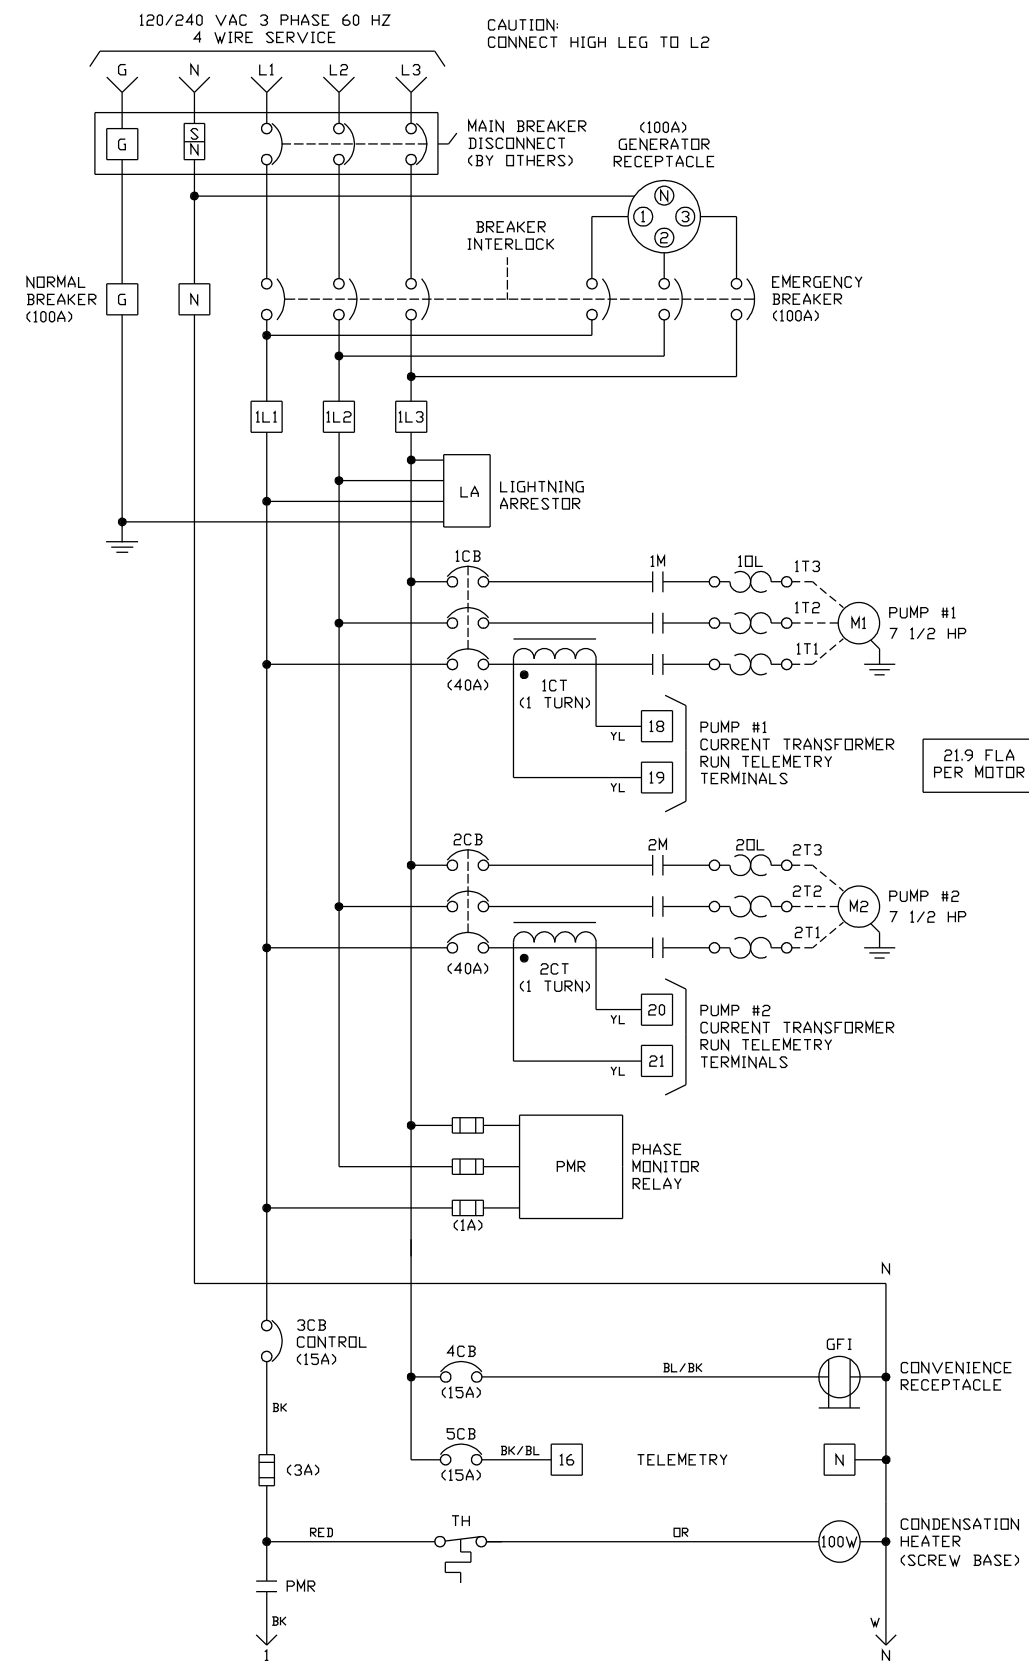 120/240 VAC 3 PHASE 60 HZ
4 WIRE SERVICE
CAUTION:
CONNECT HIGH LEG TO L2
G
N
L1
L2
L3
G
S
N
MAIN BREAKER
DISCONNECT
(BY OTHERS)
(100A)
GENERATOR
RECEPTACLE
N
1
3
2
BREAKER
INTERLOCK
NORMAL
BREAKER
(100A)
G
N
EMERGENCY
BREAKER
(100A)
1L1
1L2
1L3
LA
LIGHTNING
ARRESTOR
1CB
1M
1OL
1T3
1T2
1T1
M1
PUMP #1
7 1/2 HP
(40A)
1CT
(1 TURN)
YL
18
YL
19
PUMP #1
CURRENT TRANSFORMER
RUN TELEMETRY
TERMINALS
21.9 FLA
PER MOTOR
2CB
2M
2OL
2T3
2T2
2T1
M2
PUMP #2
7 1/2 HP
(40A)
2CT
(1 TURN)
YL
20
YL
21
PUMP #2
CURRENT TRANSFORMER
RUN TELEMETRY
TERMINALS
PMR
PHASE
MONITOR
RELAY
(1A)
N
3CB
CONTROL
(15A)
4CB
(15A)
BL/BK
GFI
CONVENIENCE
RECEPTACLE
BK
5CB
(15A)
BK/BL
16
TELEMETRY
N
(3A)
RED
TH
OR
100W
CONDENSATION
HEATER
(SCREW BASE)
PMR
BK
1
W
N